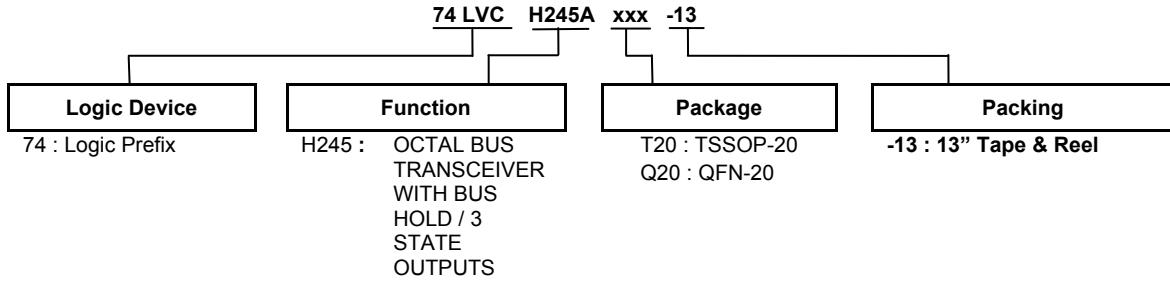 74 LVC H245A xxx -13
Logic Device
Function
Package
Packing
74 : Logic Prefix
H245 : OCTAL BUS
TRANSCEIVER
WITH BUS
HOLD / 3
STATE
OUTPUTS
T20 : TSSOP-20
Q20 : QFN-20
-13 : 13” Tape & Reel